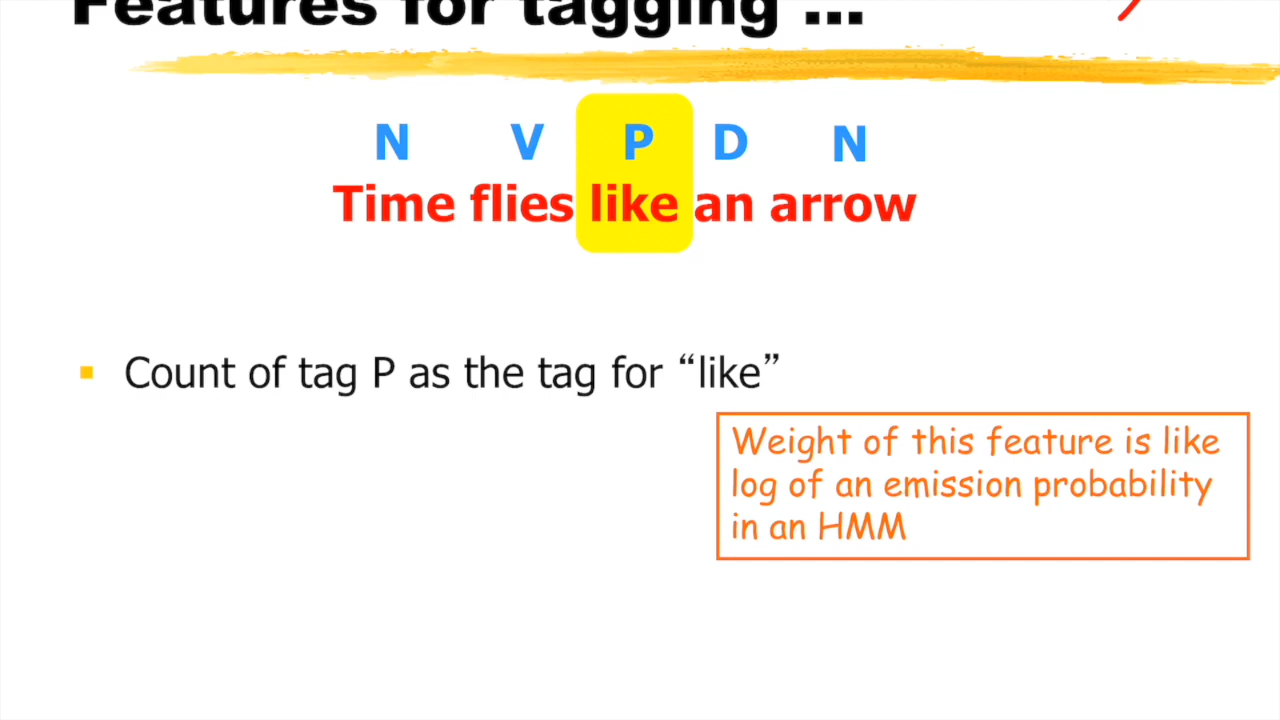 Features for tagging ...
N V P D N
Time flies like an arrow
Count of tag P as the tag for “like”
Weight of this feature is like
log of an emission probability
in an HMM